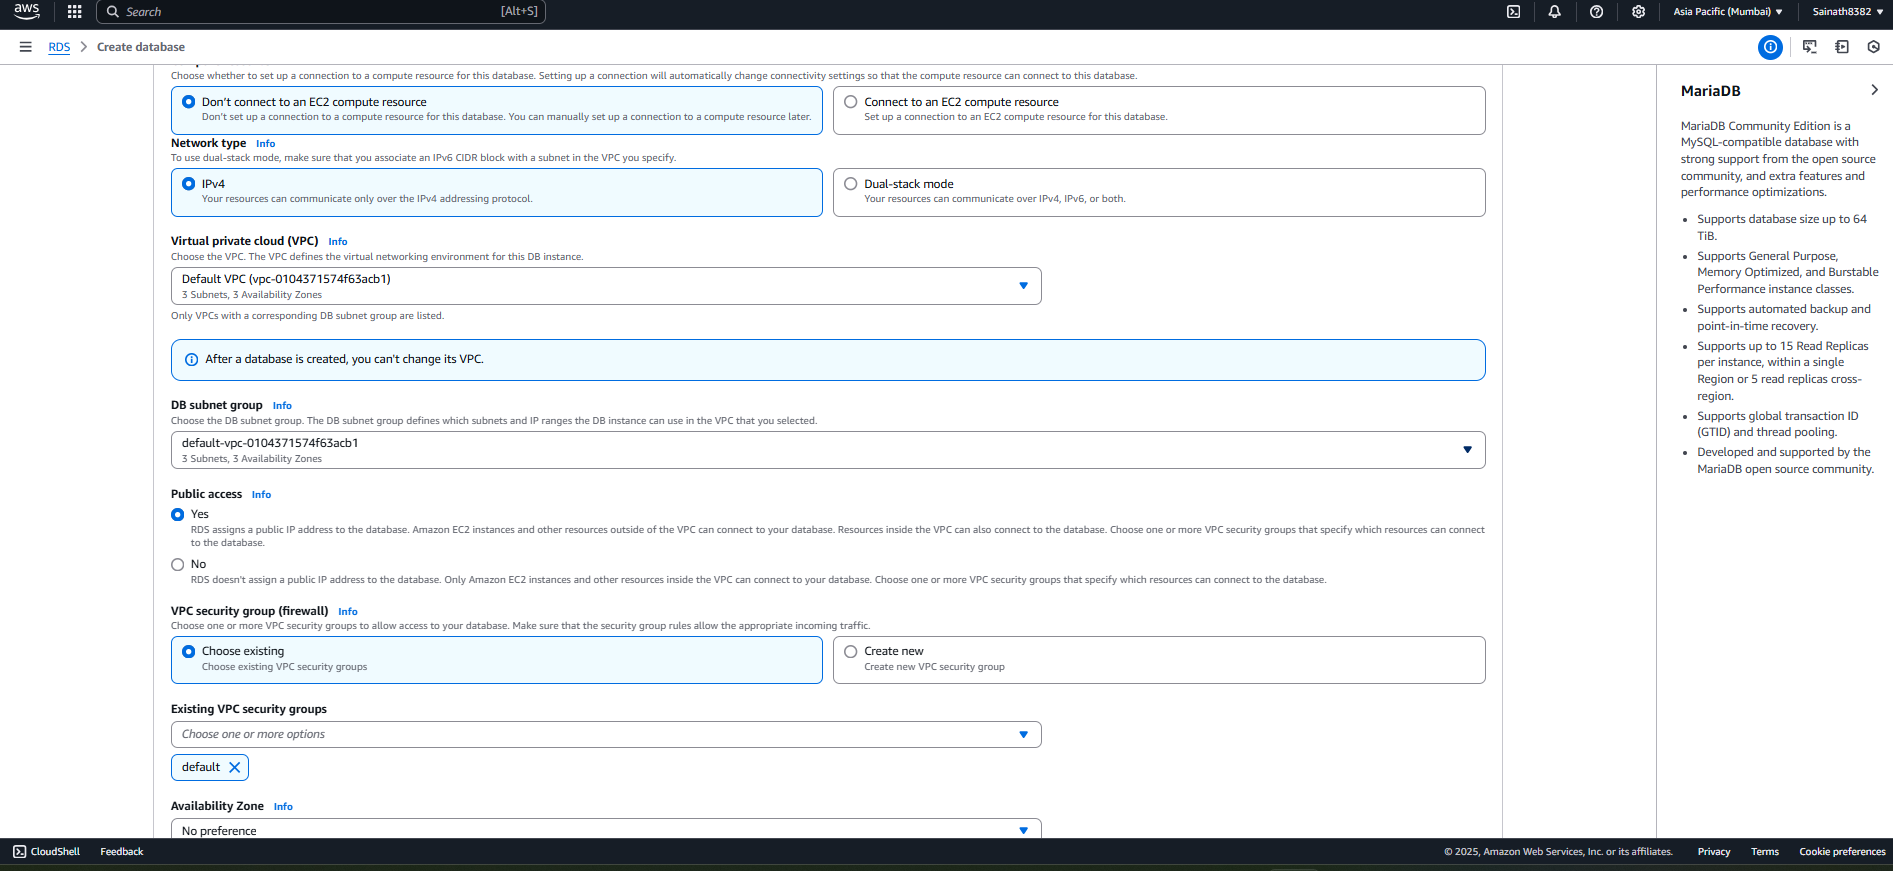 aws
Search
[Alt+S]
Asia Pacific (Mumbai)
Sainath8382
RDS
Create database
Choose whether to set up a connection to a compute resource for this database. Setting up a connection will automatically change connectivity settings so that the compute resource can connect to this database.
Don't connect to an EC2 compute resource
Don't set up a connection to a compute resource for this database. You can manually set up a connection to a compute resource later.
Connect to an EC2 compute resource
Set up a connection to an EC2 compute resource for this database.
Network type Info
To use dual-stack mode, make sure that you associate an IPv6 CIDR block with a subnet in the VPC you specify.
IPv4
Your resources can communicate only over the IPv4 addressing protocol.
Dual-stack mode
Your resources can communicate over IPv4, IPv6, or both.
Virtual private cloud (VPC) Info
Choose the VPC. The VPC defines the virtual networking environment for this DB instance.
Default VPC (vpc-0104371574f63acb1)
3 Subnets, 3 Availability Zones
Only VPCs with a corresponding DB subnet group are listed.
After a database is created, you can't change its VPC.
DB subnet group Info
Choose the DB subnet group. The DB subnet group defines which subnets and IP ranges the DB instance can use in the VPC that you selected.
default-vpc-0104371574f63acb1
3 Subnets, 3 Availability Zones
Public access Info
Yes
RDS assigns a public IP address to the database. Amazon EC2 instances and other resources outside of the VPC can connect to your database. Resources inside the VPC can also connect to the database. Choose one or more VPC security groups that specify which resources can connect
to the database.
No
RDS doesn't assign a public IP address to the database. Only Amazon EC2 instances and other resources inside the VPC can connect to your database. Choose one or more VPC security groups that specify which resources can connect to the database.
VPC security group (firewall) Info
Choose one or more VPC security groups to allow access to your database. Make sure that the security group rules allow the appropriate incoming traffic.
Choose existing
Choose existing VPC security groups
Create new
Create new VPC security group
Existing VPC security groups
Choose one or more options
default
Availability Zone Info
No preference
MariaDB
MariaDB Community Edition is a
MySQL-compatible database with
strong support from the open source
community, and extra features and
performance optimizations.
• Supports database size up to 64
TiB.
• Supports General Purpose,
Memory Optimized, and Burstable
Performance instance classes.
• Supports automated backup and
point-in-time recovery.
• Supports up to 15 Read Replicas
per instance, within a single
Region or 5 read replicas cross-
region.
• Supports global transaction ID
(GTID) and thread pooling.
• Developed and supported by the
MariaDB open source community.
CloudShell
Feedback
© 2025, Amazon Web Services, Inc. or its affiliates.
Privacy
Terms
Cookie preferences